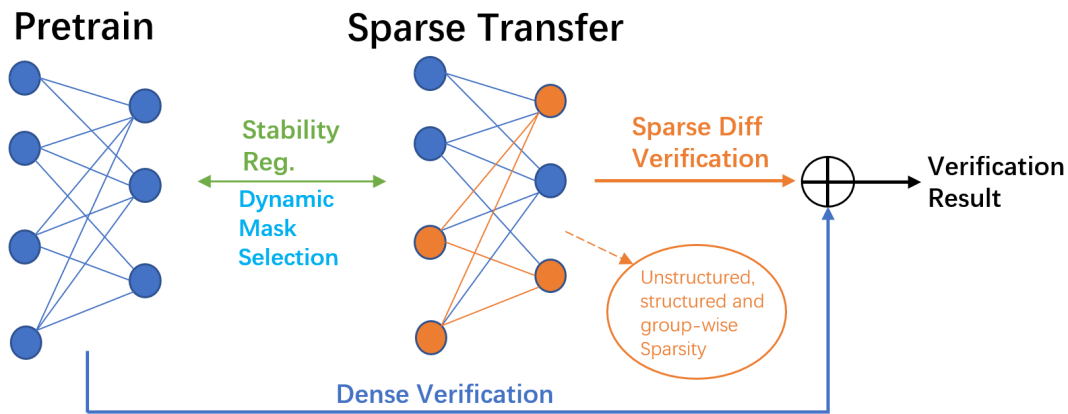 Pretrain
Sparse Transfer
Stability
Reg.
Dynamic
Mask
Selection
Sparse Diff
Verification
Verification
Result
Unstructured,
structured and
group-wise
Sparsity
Dense Verification